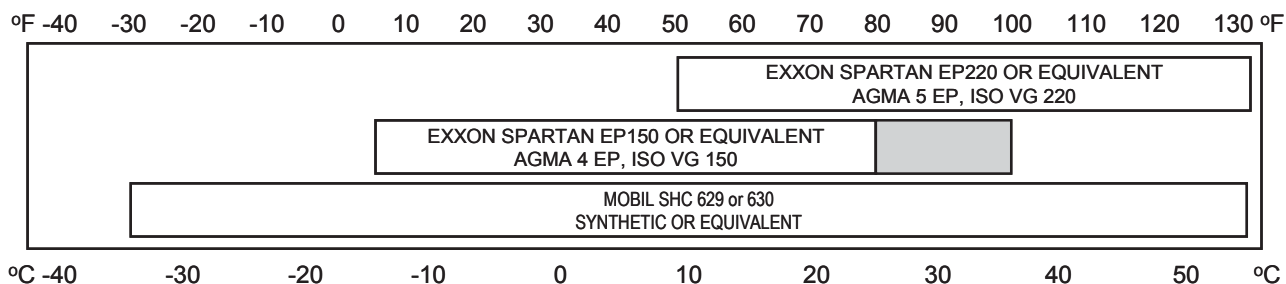 ºF -40 -30 -20 -10 0 10 20 30 40 50 60 70 80 90 100 110 120 130 ºF
EXXON SPARTAN EP220 OR EQUIVALENT
AGMA 5 EP, ISO VG 220
EXXON SPARTAN EP150 OR EQUIVALENT
AGMA 4 EP, ISO VG 150
MOBIL SHC 629 or 630
SYNTHETIC OR EQUIVALENT
ºC -40 -30 -20 -10 0 10 20 30 40 50 ºC